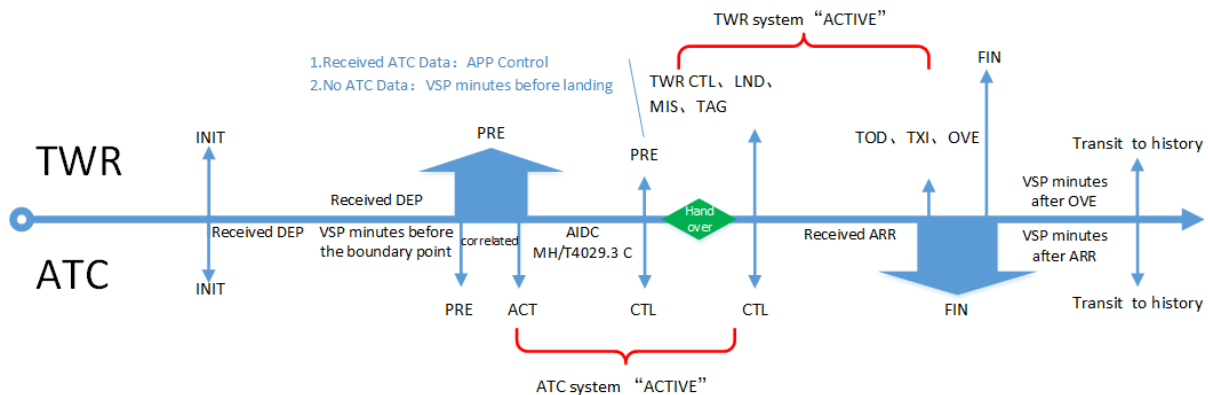 TWR system “ACTIVE”
1.Received ATC Data：APP Control
2.No ATC Data：VSP minutes before landing
FIN
TWR CTL、LND、
MIS、TAG
INIT
PRE
PRE
TOD、TXI、OVE
Transit to history
TWR
Received DEP
VSP minutes
after OVE
Hand
over
Received DEP
VSP minutes before
the boundary point
correlated
AIDC
MH/T4029.3 C
Received ARR
VSP minutes
after ARR
ATC
INIT
PRE
ACT
CTL
CTL
FIN
Transit to history
ATC system “ACTIVE”